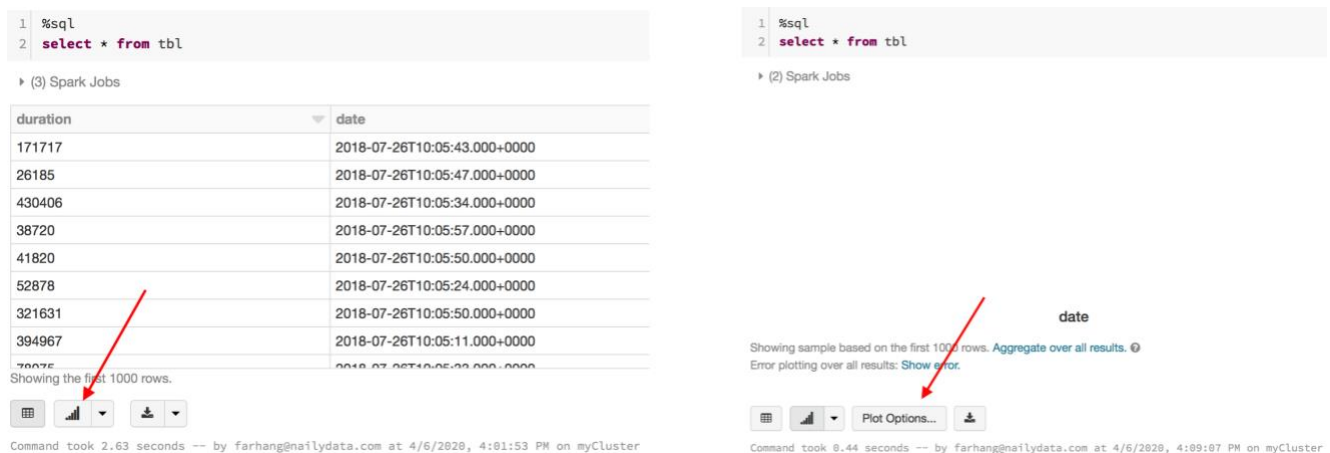 1 %sql
2 select * from tbl
(3) Spark Jobs
duration date
171717 2018-07-26T10:05:43.000+0000
26185 2018-07-26T10:05:47.000+0000
430406 2018-07-26T10:05:34.000+0000
38720 2018-07-26T10:05:57.000+0000
41820 2018-07-26T10:05:50.000+0000
52878 2018-07-26T10:05:24.000+0000
321631 2018-07-26T10:05:50.000+0000
394967 2018-07-26T10:05:11.000+0000
Showing the first 1000 rows.
Command took 2.63 seconds -- by farhang@nailydata.com at 4/6/2020, 4:01:53 PM on myCluster
1 %sql
2 select * from tbl
(2) Spark Jobs
date
Showing sample based on the first 1000 rows. Aggregate over all results.
Error plotting over all results: Show error.
Plot Options...
Command took 0.44 seconds -- by farhang@nailydata.com at 4/6/2020, 4:09:07 PM on myCluster